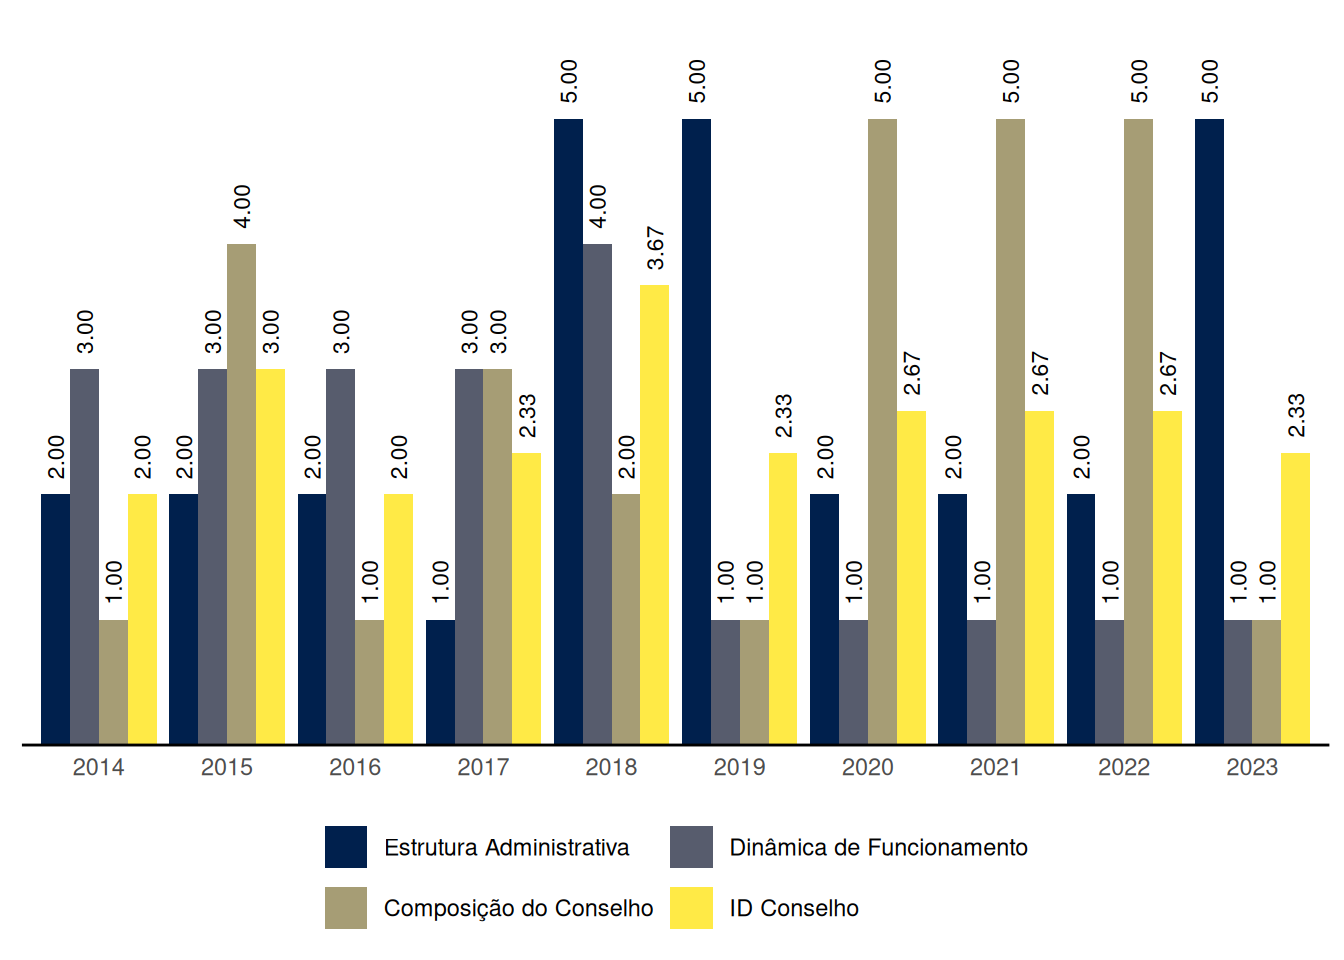 2.00 3.00 1.00 2.00
2.00 3.00 4.00 3.00
2.00 3.00 1.00 2.00
1.00 3.00 3.00 2.33
5.00 4.00 2.00 3.67
5.00 1.00 1.00 2.33
2.00 1.00 5.00 2.67
2.00 1.00 5.00 2.67
2.00 1.00 5.00 2.67
5.00 1.00 1.00 2.33
2014 2015 2016 2017 2018 2019 2020 2021 2022 2023
Estrutura Administrativa Dinâmica de Funcionamento
Composição do Conselho ID Conselho